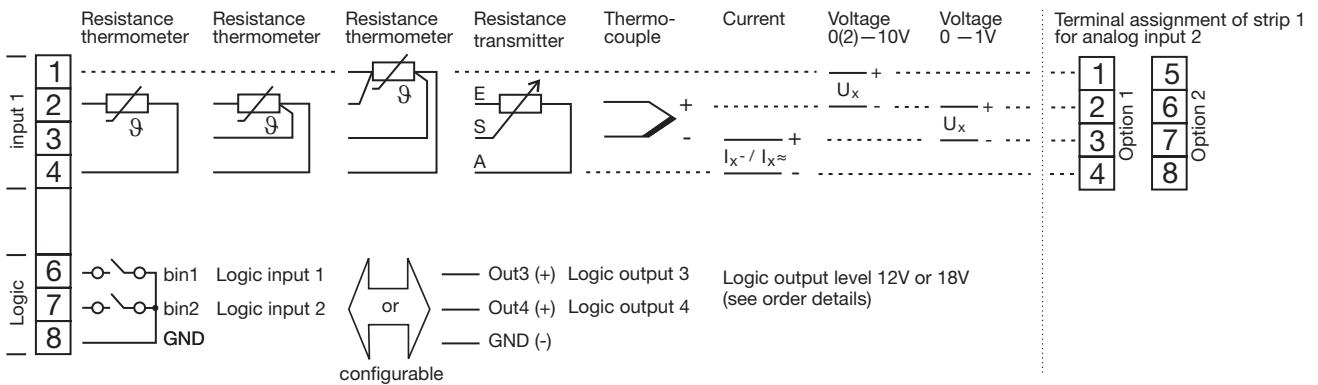 Resistance thermometer
Resistance thermometer
Resistance thermometer
Resistance transmitter
Thermo-couple
Current
Voltage 0(2)—10V
Voltage 0 —1V
Terminal assignment of strip 1
for analog input 2
input 1
1
2
3
4
ϑ
ϑ
ϑ
E
S
A
+
-
+
Ix- / Ix≈
-
+
Ux
-
+
Ux
-
1
2
3
4
Option 1
5
6
7
8
Option 2
Logic
6
7
8
bin1 Logic input 1
bin2 Logic input 2
GND
or
configurable
Out3 (+) Logic output 3
Out4 (+) Logic output 4
GND (-)
Logic output level 12V or 18V
(see order details)